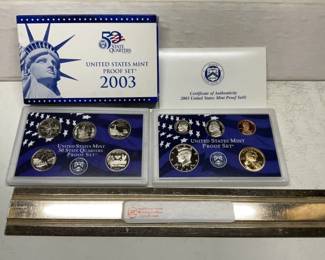 50
STATE
QUARTERS
UNITED STATES MINT
PROOF SET®
2003
Certificate of Authenticity
2003 United States Mint Proof Set®
UNITED STATES MINT
50 STATE QUARTERS
PROOF SET®
UNITED STATES MINT
PROOF SET®